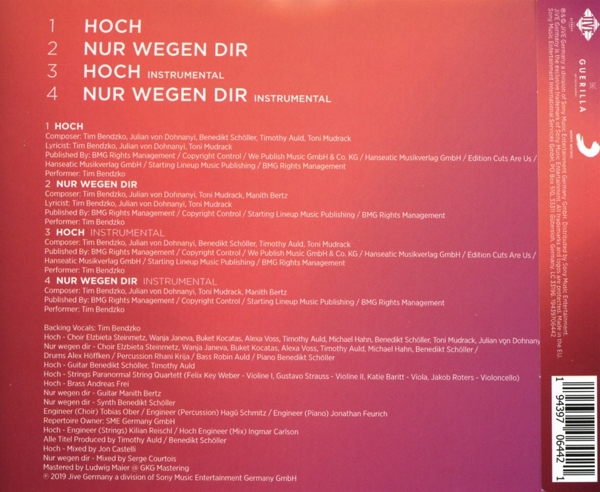 1 HOCH
2 NUR WEGEN DIR
3 HOCH INSTRUMENTAL
4 NUR WEGEN DIR INSTRUMENTAL
1 HOCH
Composer: Tim Bendzko, Julian von Dohnanyi, Benedikt Schöller, Timothy Auld, Toni Mudrack
Lyricist: Tim Bendzko, Julian von Dohnanyi, Toni Mudrack
Published By: BMG Rights Management / Copyright Control / We Publish Music GmbH & Co. KG / Hanseatic Musikverlag GmbH / Edition Cuts Are Us /
Hanseatic Musikverlag GmbH / Starting Lineup Music Publishing / BMG Rights Management
Performer: Tim Bendzko
2 NUR WEGEN DIR
Composer: Tim Bendzko, Julian von Dohnanyi, Toni Mudrack, Manith Bertz
Lyricist: Tim Bendzko, Julian von Dohnanyi, Toni Mudrack
Published By: BMG Rights Management / Copyright Control / Starting Lineup Music Publishing / BMG Rights Management
Performer: Tim Bendzko
3 HOCH INSTRUMENTAL
Composer: Tim Bendzko, Julian von Dohnanyi, Benedikt Schöller, Timothy Auld, Toni Mudrack
Published By: BMG Rights Management / Copyright Control / We Publish Music GmbH & Co. KG / Hanseatic Musikverlag GmbH / Edition Cuts Are Us /
Hanseatic Musikverlag GmbH / Starting Lineup Music Publishing / BMG Rights Management
Performer: Tim Bendzko
4 NUR WEGEN DIR INSTRUMENTAL
Composer: Tim Bendzko, Julian von Dohnanyi, Toni Mudrack, Manith Bertz
Published By: BMG Rights Management / Copyright Control / Starting Lineup Music Publishing / BMG Rights Management
Performer: Tim Bendzko
Backing Vocals: Tim Bendzko
Hoch - Choir Elzbieta Steinmetz, Wanja Janeva, Buket Kocatas, Alexa Voss, Timothy Auld, Michael Hahn, Benedikt Schöller, Toni Mudrack, Julian von Dohnany
Nur wegen dir - Choir Elzbieta Steinmetz, Wanja Janeva, Buket Kocatas, Alexa Voss, Timothy Auld, Michael Hahn, Benedikt Schöller /
Drums Alex Höffken / Percussion Rhani Krija / Bass Robin Auld / Piano Benedikt Schöller
Hoch - Guitar Benedikt Schöller, Timothy Auld
Hoch - Strings Paranormal String Quartett (Felix Key Weber - Violine I, Gustavo Strauss - Violine II, Katie Baritt - Viola, Jakob Roters - Violoncello)
Hoch - Brass Andreas Frei
Nur wegen dir - Guitar Manith Bertz
Nur wegen dir - Synth Benedikt Schöller
Engineer (Choir) Tobias Ober / Engineer (Percussion) Hagü Schmitz / Engineer (Piano) Jonathan Feurich
Repertoire Owner: SME Germany GmbH
Hoch - Engineer (Strings) Kilian Reischl / Hoch Engineer (Mix) Ingmar Carlson
Alle Titel Produced by Timothy Auld / Benedikt Schöller
Hoch - Mixed by Jon Castelli
Nur wegen dir - Mixed by Serge Courtois
Mastered by Ludwig Maier @ GKG Mastering
℗ 2019 Jive Germany a division of Sony Music Entertainment Germany GmbH
JIVE
GUERILLA
1 94397 06442 1